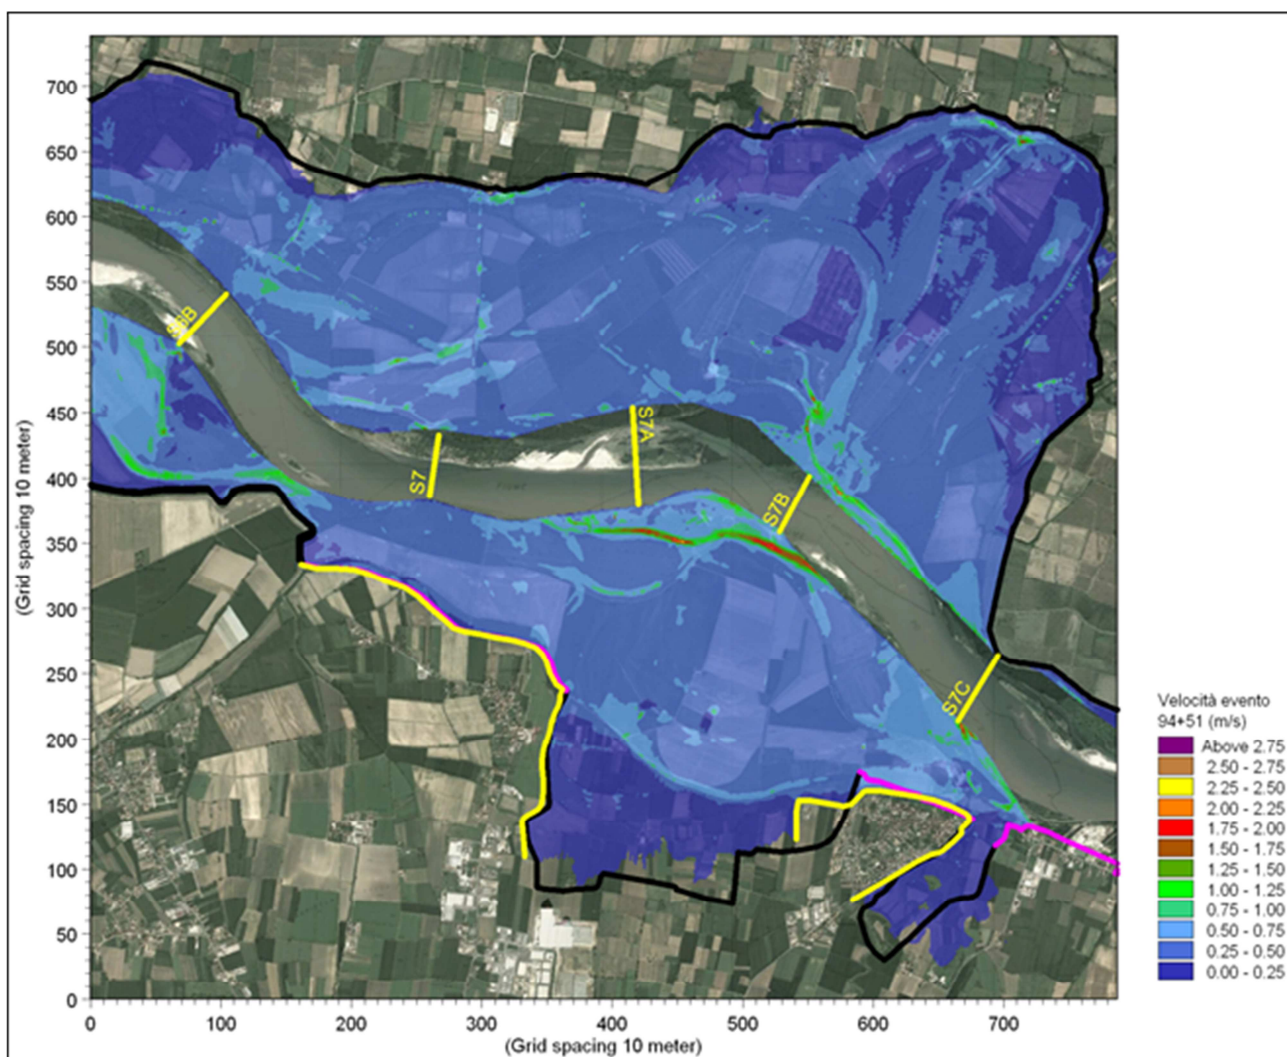 700
650
600
550
500
450
400
350
300
250
200
150
100
50
0
(Grid spacing 10 meter)
0
100
200
300
400
500
600
700
(Grid spacing 10 meter)
S6B
S7
S7A
S7B
S7C
Velocità evento
94+51 (m/s)
Above 2.75
2.50 - 2.75
2.25 - 2.50
2.00 - 2.25
1.75 - 2.00
1.50 - 1.75
1.25 - 1.50
1.00 - 1.25
0.75 - 1.00
0.50 - 0.75
0.25 - 0.50
0.00 - 0.25